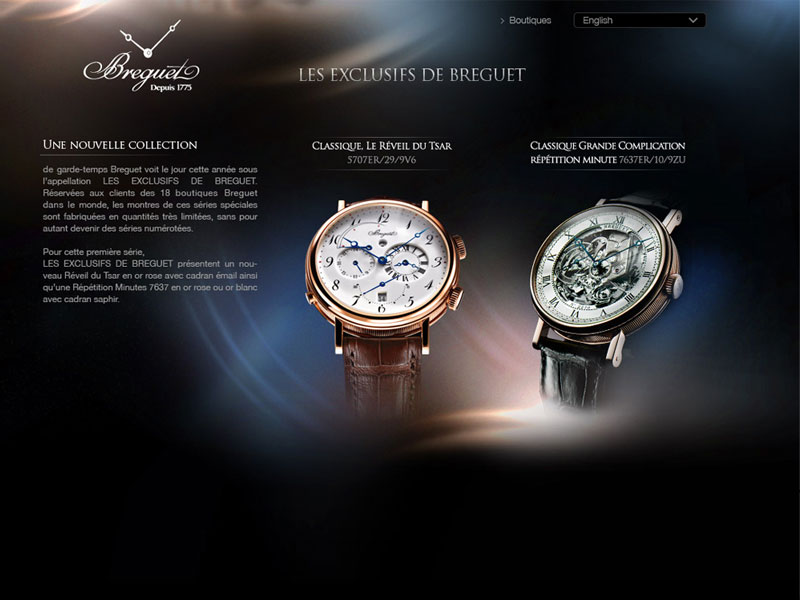 Boutiques
English
Breguet
Depuis 1775
LES EXCLUSIFS DE BREGUET
UNE NOUVELLE COLLECTION
de garde-temps Breguet voit le jour cette année sous
l'appellation LES EXCLUSIFS DE BREGUET.
Réservées aux clients des 18 boutiques Breguet
dans le monde, les montres de ces séries spéciales
sont fabriquées en quantités très limitées, sans pour
autant devenir des séries numérotées.
Pour cette première série,
LES EXCLUSIFS DE BREGUET présentent un nou-
veau Réveil du Tsar en or rose avec cadran émail ainsi
qu'une Répétition Minutes 7637 en or rose ou or blanc
avec cadran saphir.
CLASSIQUE, LE RÉVEIL DU TSAR
5707ER/29/9V6
CLASSIQUE GRANDE COMPLICATION
RÉPÉTITION MINUTE 7637ER/10/9ZU